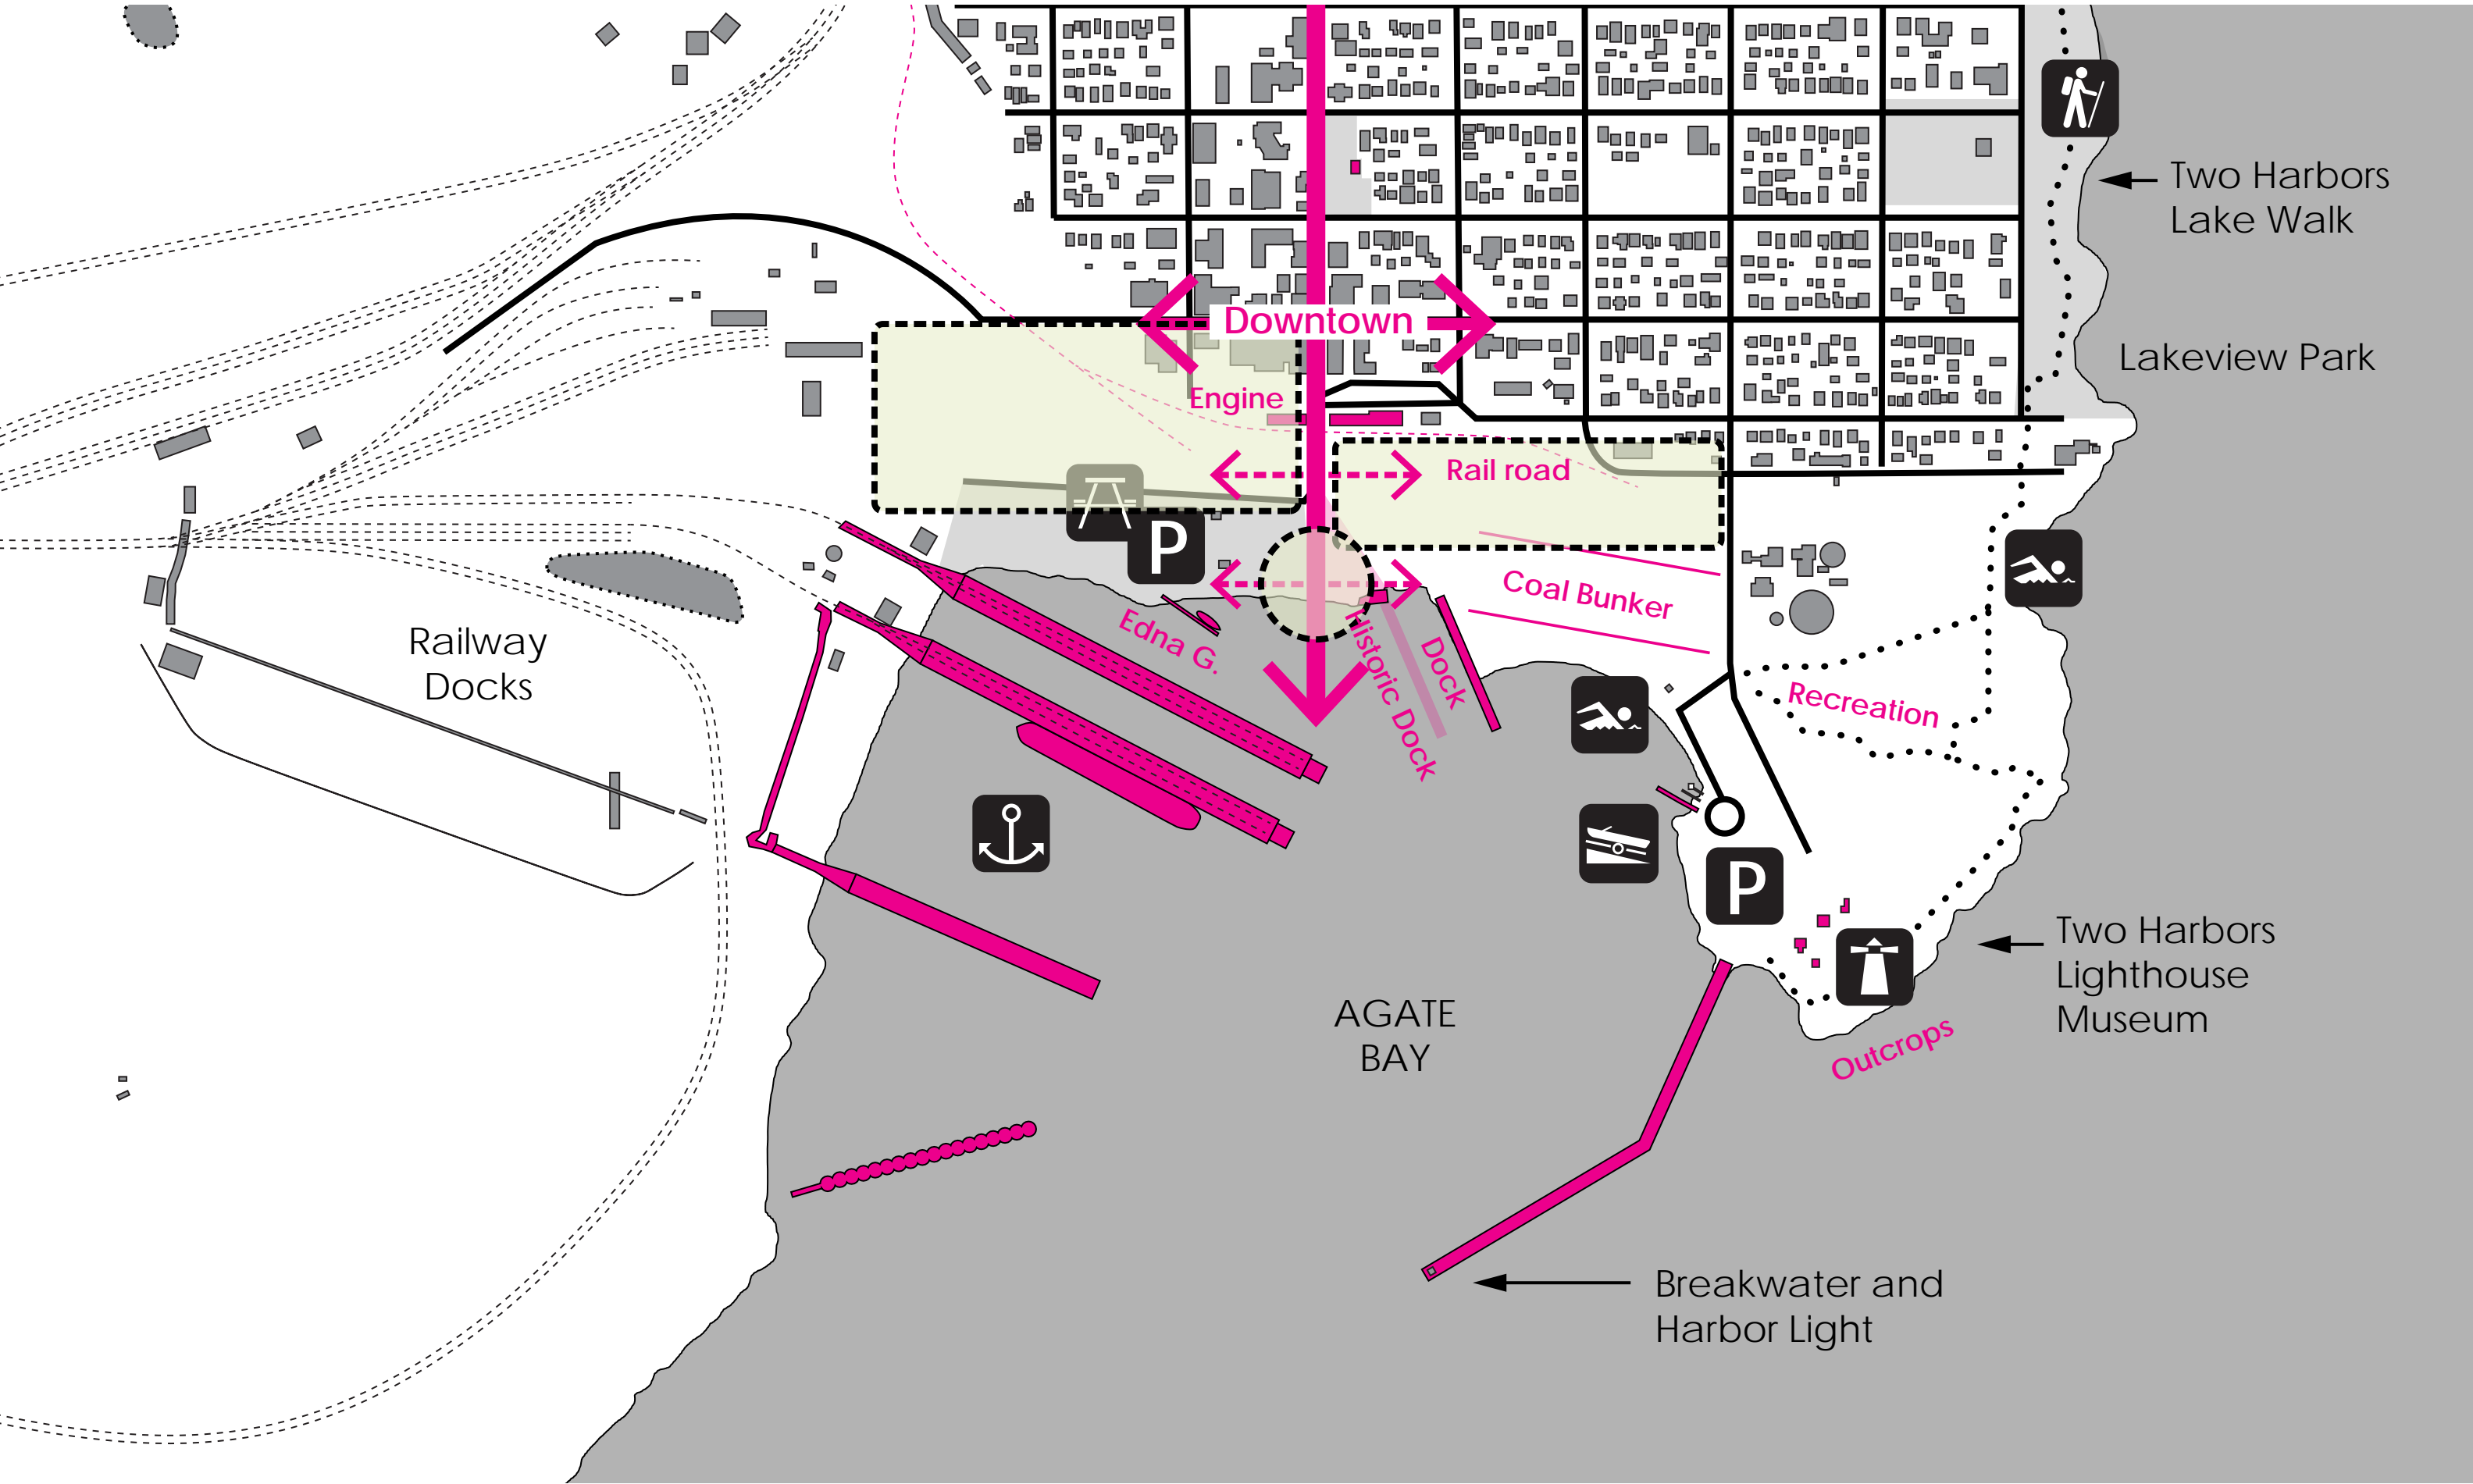 Two Harbors
Lake Walk
Downtown
Lakeview Park
Engine
Rail road
P
Coal Bunker
Edna G.
Historic Dock
Dock
Railway
Docks
Recreation
P
Two Harbors
Lighthouse
Museum
AGATE
BAY
Outcrops
Breakwater and
Harbor Light